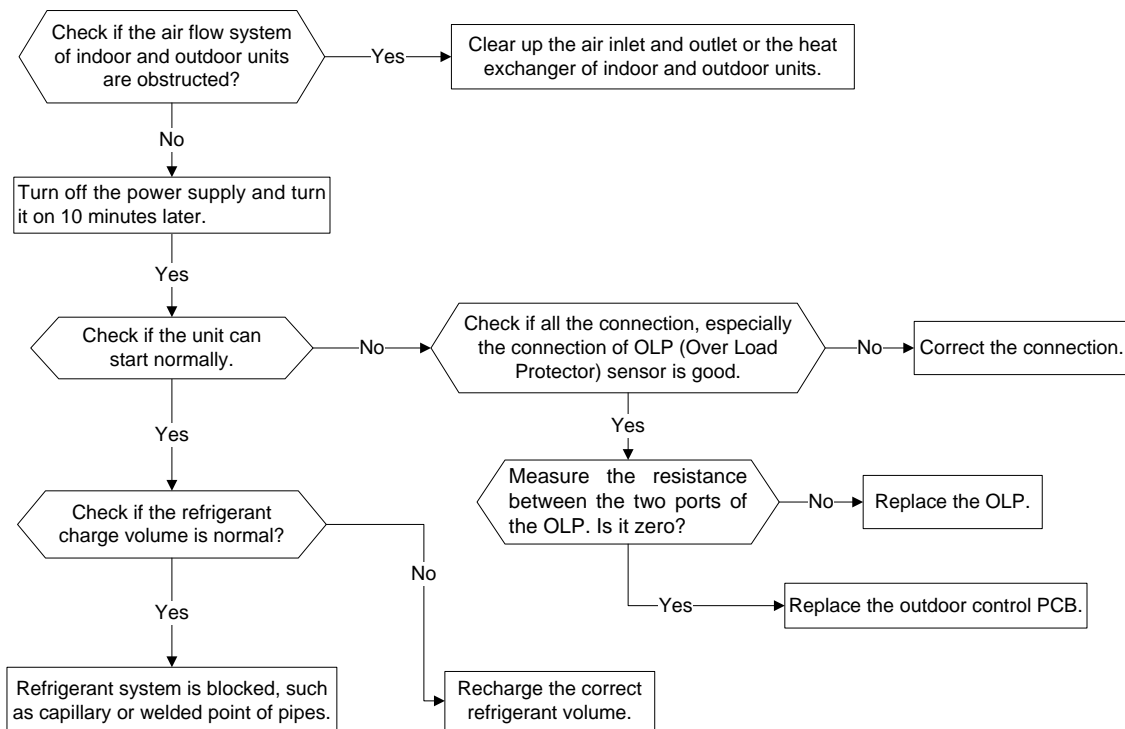 Check if the air flow system
of indoor and outdoor units
are obstructed?
Yes
Clear up the air inlet and outlet or the heat
exchanger of indoor and outdoor units.
No
Turn off the power supply and turn
it on 10 minutes later.
Yes
Check if the unit can
start normally.
No
Check if all the connection, especially
the connection of OLP (Over Load
Protector) sensor is good.
No
Correct the connection.
Yes
Yes
Measure the resistance
between the two ports of
the OLP. Is it zero?
No
Replace the OLP.
Check if the refrigerant
charge volume is normal?
No
Yes
Replace the outdoor control PCB.
Yes
Refrigerant system is blocked, such
as capillary or welded point of pipes.
Recharge the correct
refrigerant volume.